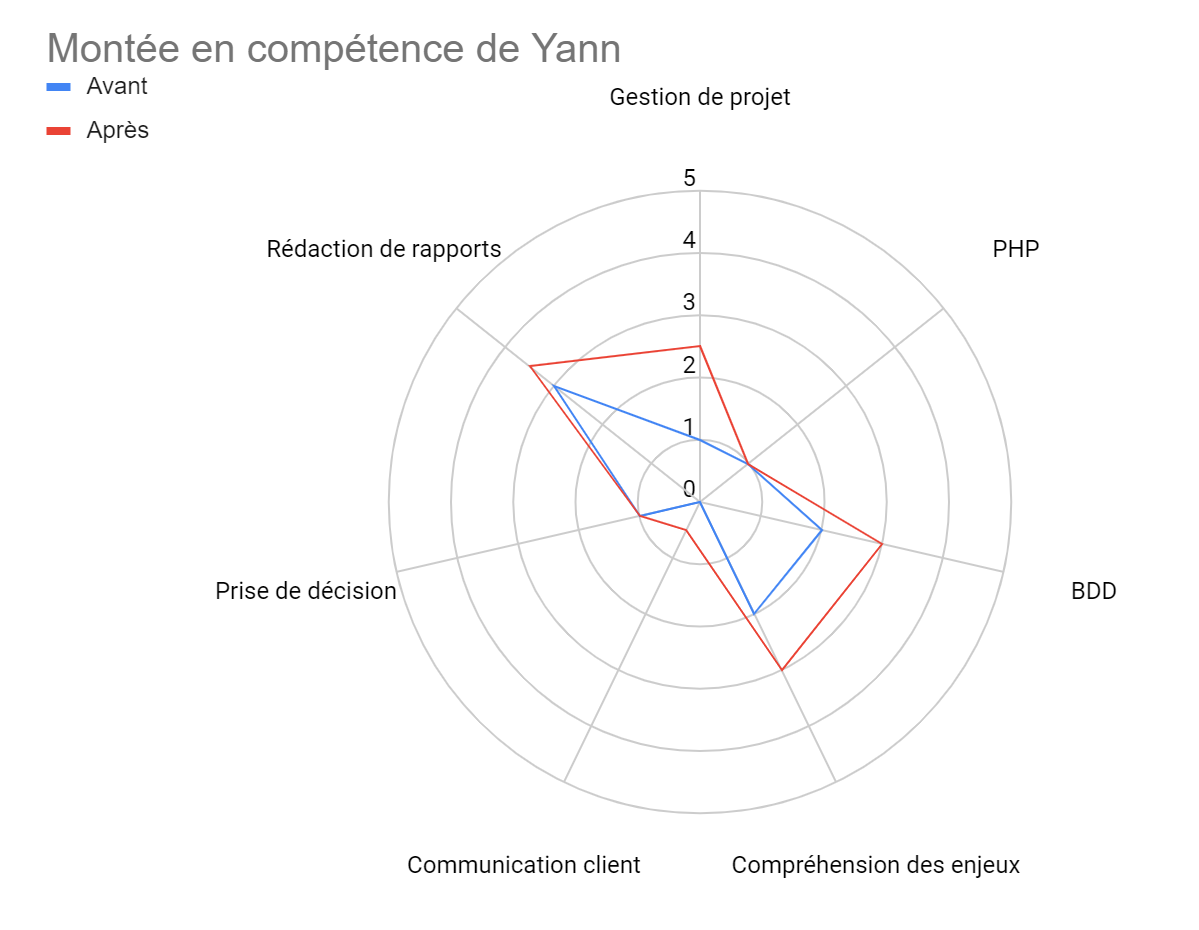 Montée en compétence de Yann
Avant
Après
Gestion de projet
5
4
3
2
1
0
Rédaction de rapports
PHP
Prise de décision
BDD
Communication client
Compréhension des enjeux